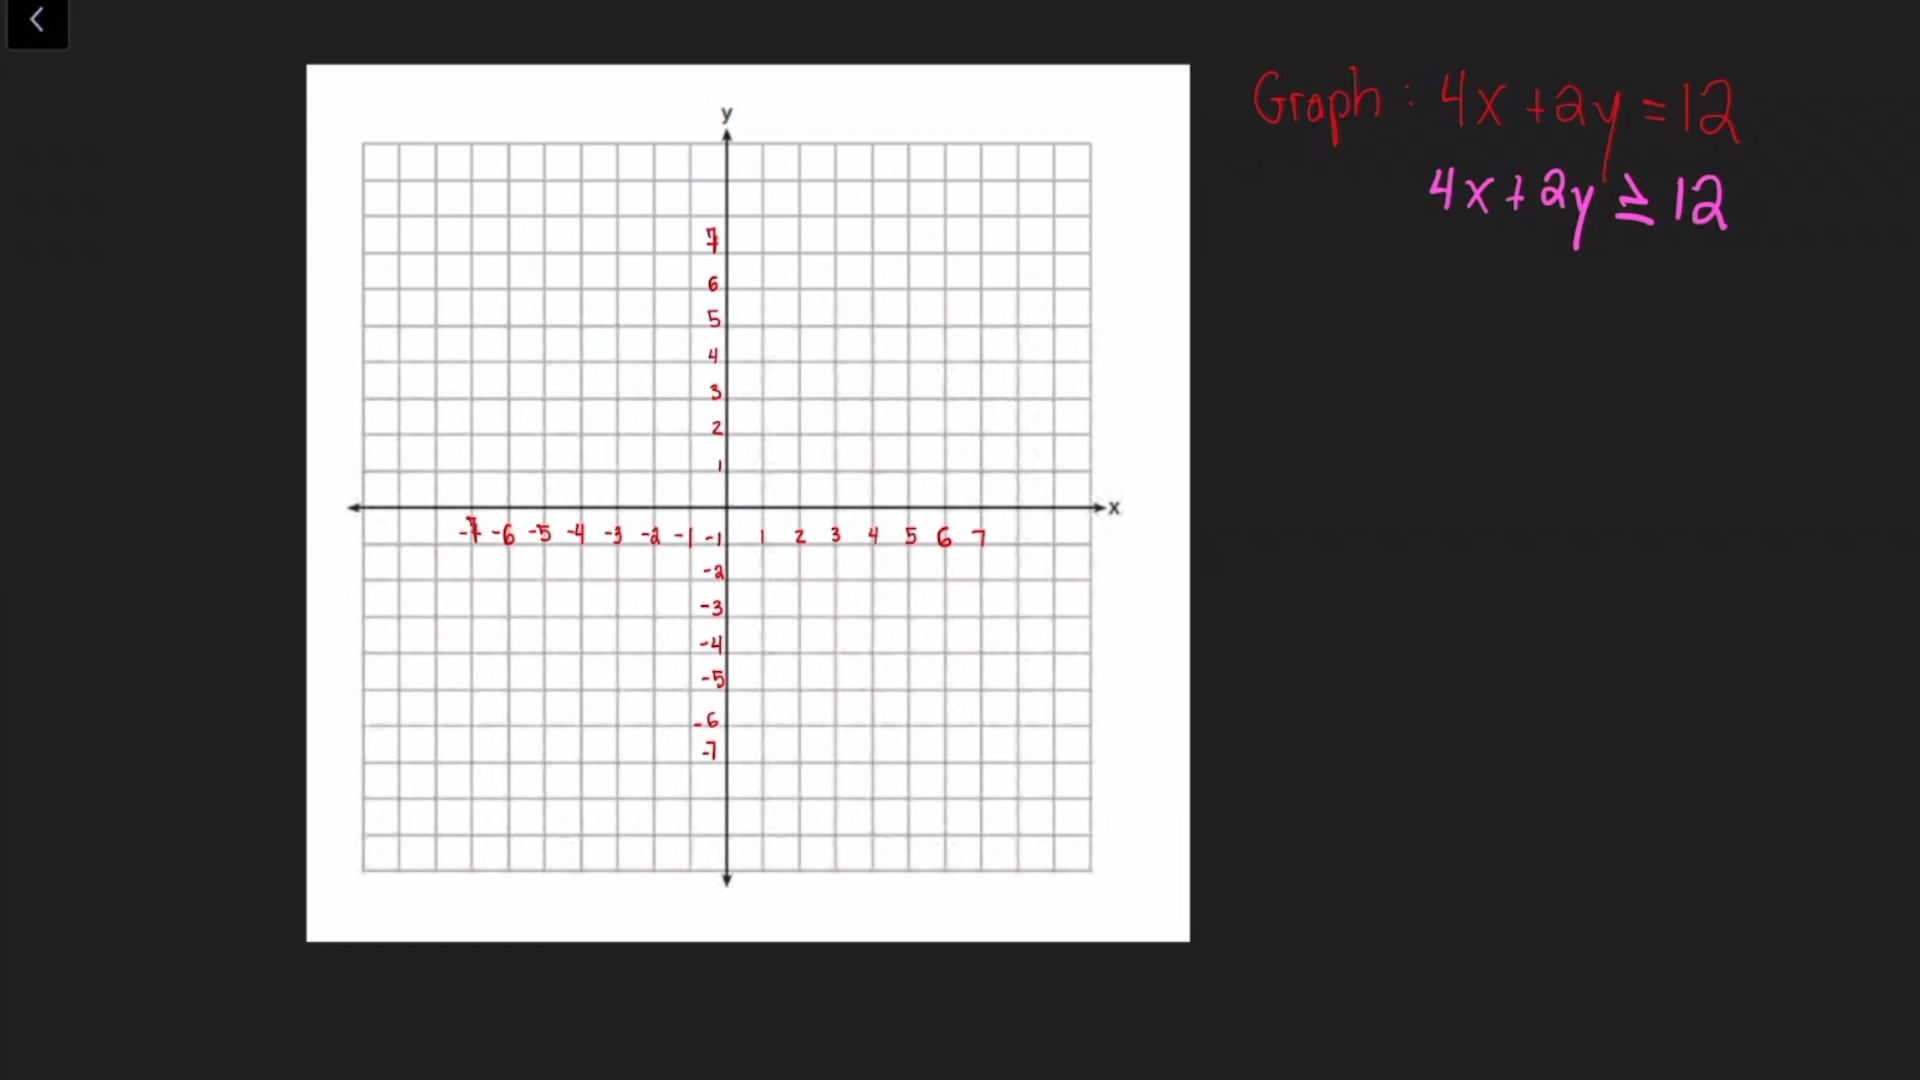 Graph : 4x + 2y = 12
4x + 2y ≥ 12
y
7
6
5
4
3
2
1
x
-7 -6 -5 -4 -3 -2 -1 -1 1 2 3 4 5 6 7
-2
-3
-4
-5
-6
-7